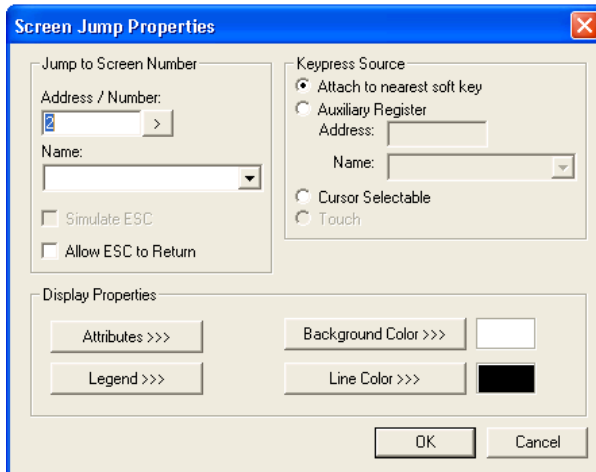 Screen Jump Properties
Jump to Screen Number
Address / Number:
2
>
Name:
Simulate ESC
Allow ESC to Return
Keypress Source
Attach to nearest soft key
Auxiliary Register
Address:
Name:
Cursor Selectable
Touch
Display Properties
Attributes >>>
Background Color >>>
Legend >>>
Line Color >>>
OK
Cancel